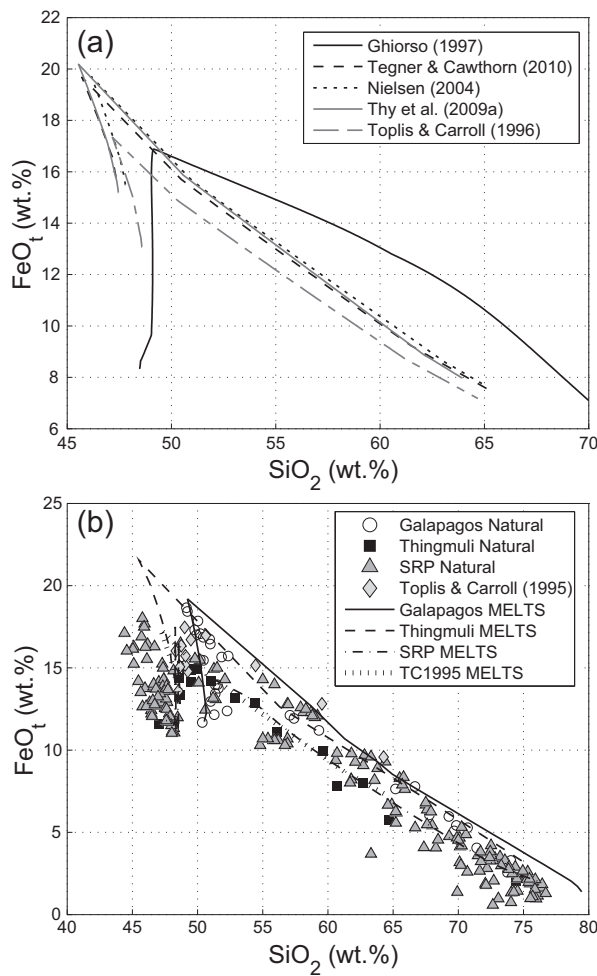 (a)
Ghiorso (1997)
Tegner & Cawthorn (2010)
Nielsen (2004)
Thy et al. (2009a)
Toplis & Carroll (1996)
22
20
18
16
14
12
10
8
6
FeOt (wt.%)
45 50 55 60 65 70
SiO2 (wt.%)
(b)
Galapagos Natural
Thingmuli Natural
SRP Natural
Toplis & Carroll (1995)
Galapagos MELTS
Thingmuli MELTS
SRP MELTS
TC1995 MELTS
25
20
15
10
5
0
FeOt (wt.%)
40 45 50 55 60 65 70 75 80
SiO2 (wt.%)